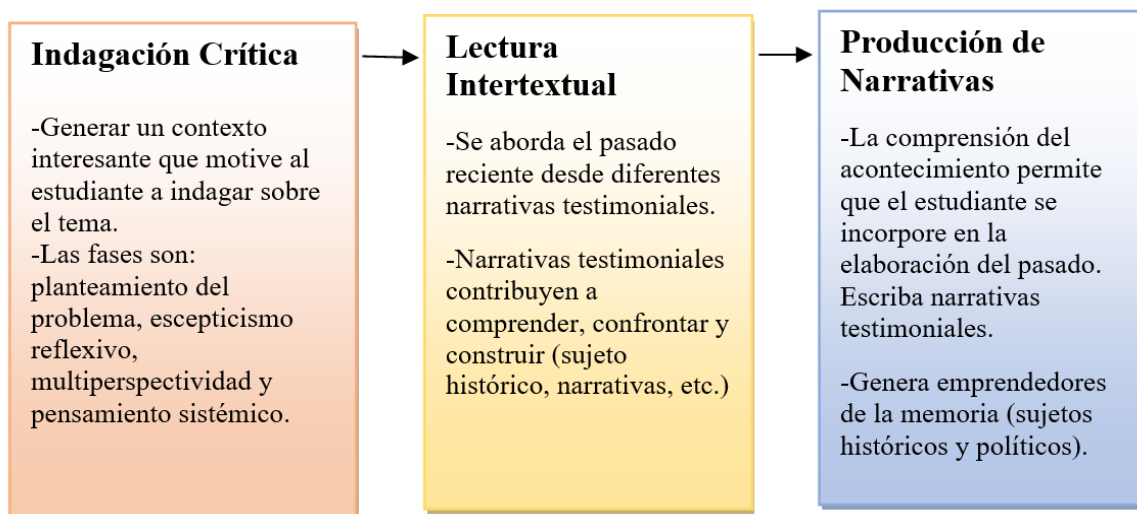 Indagación Crítica
-Generar un contexto
interesante que motive al
estudiante a indagar sobre
el tema.
-Las fases son:
planteamiento del
problema, escepticismo
reflexivo,
multiperspectividad y
pensamiento sistémico.
Lectura
Intertextual
-Se aborda el pasado
reciente desde diferentes
narrativas testimoniales.
-Narrativas testimoniales
contribuyen a
comprender, confrontar y
construir (sujeto
histórico, narrativas, etc.)
Producción de
Narrativas
-La comprensión del
acontecimiento permite
que el estudiante se
incorpore en la
elaboración del pasado.
Escriba narrativas
testimoniales.
-Genera emprendedores
de la memoria (sujetos
históricos y políticos).